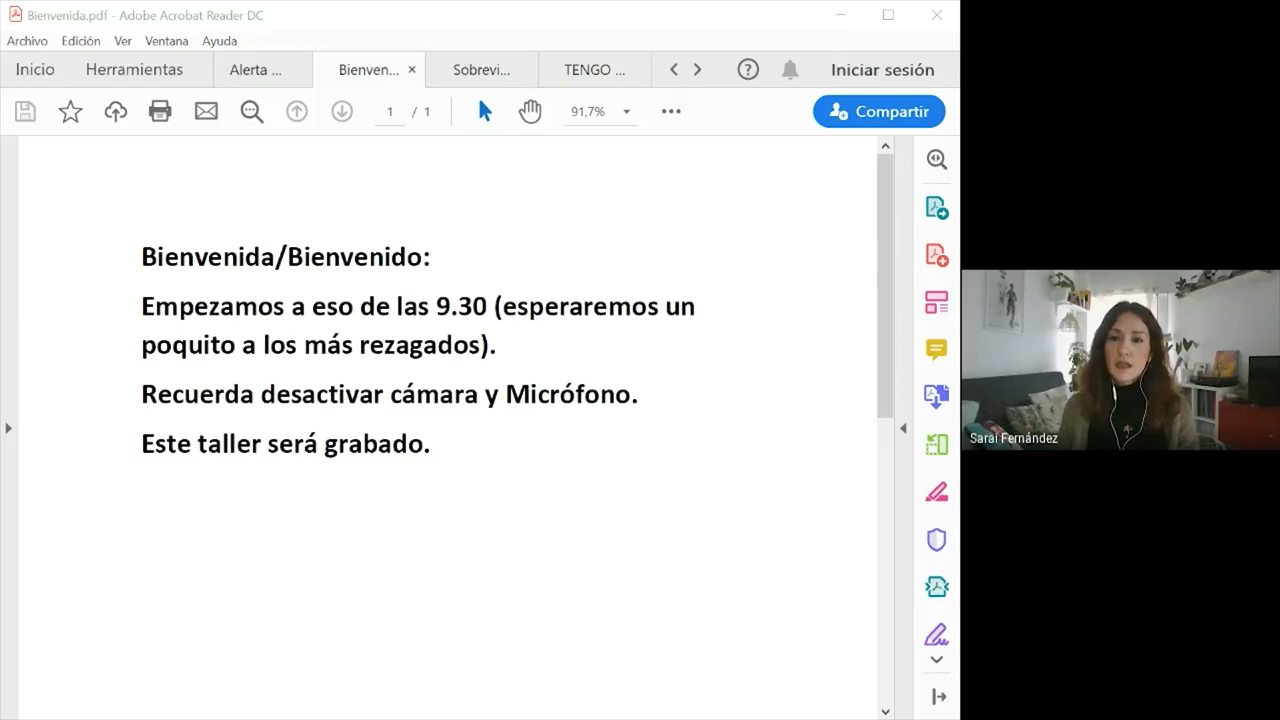 Bienvenida.pdf - Adobe Acrobat Reader DC
Archivo Edición Ver Ventana Ayuda
Inicio Herramientas Alerta ... Bienven... × Sobrevi... TENGO ... Iniciar sesión
1 / 1 91,7% Compartir
Bienvenida/Bienvenido:
Empezamos a eso de las 9.30 (esperaremos un
poquito a los más rezagados).
Recuerda desactivar cámara y Micrófono.
Este taller será grabado.
Sarai Fernández